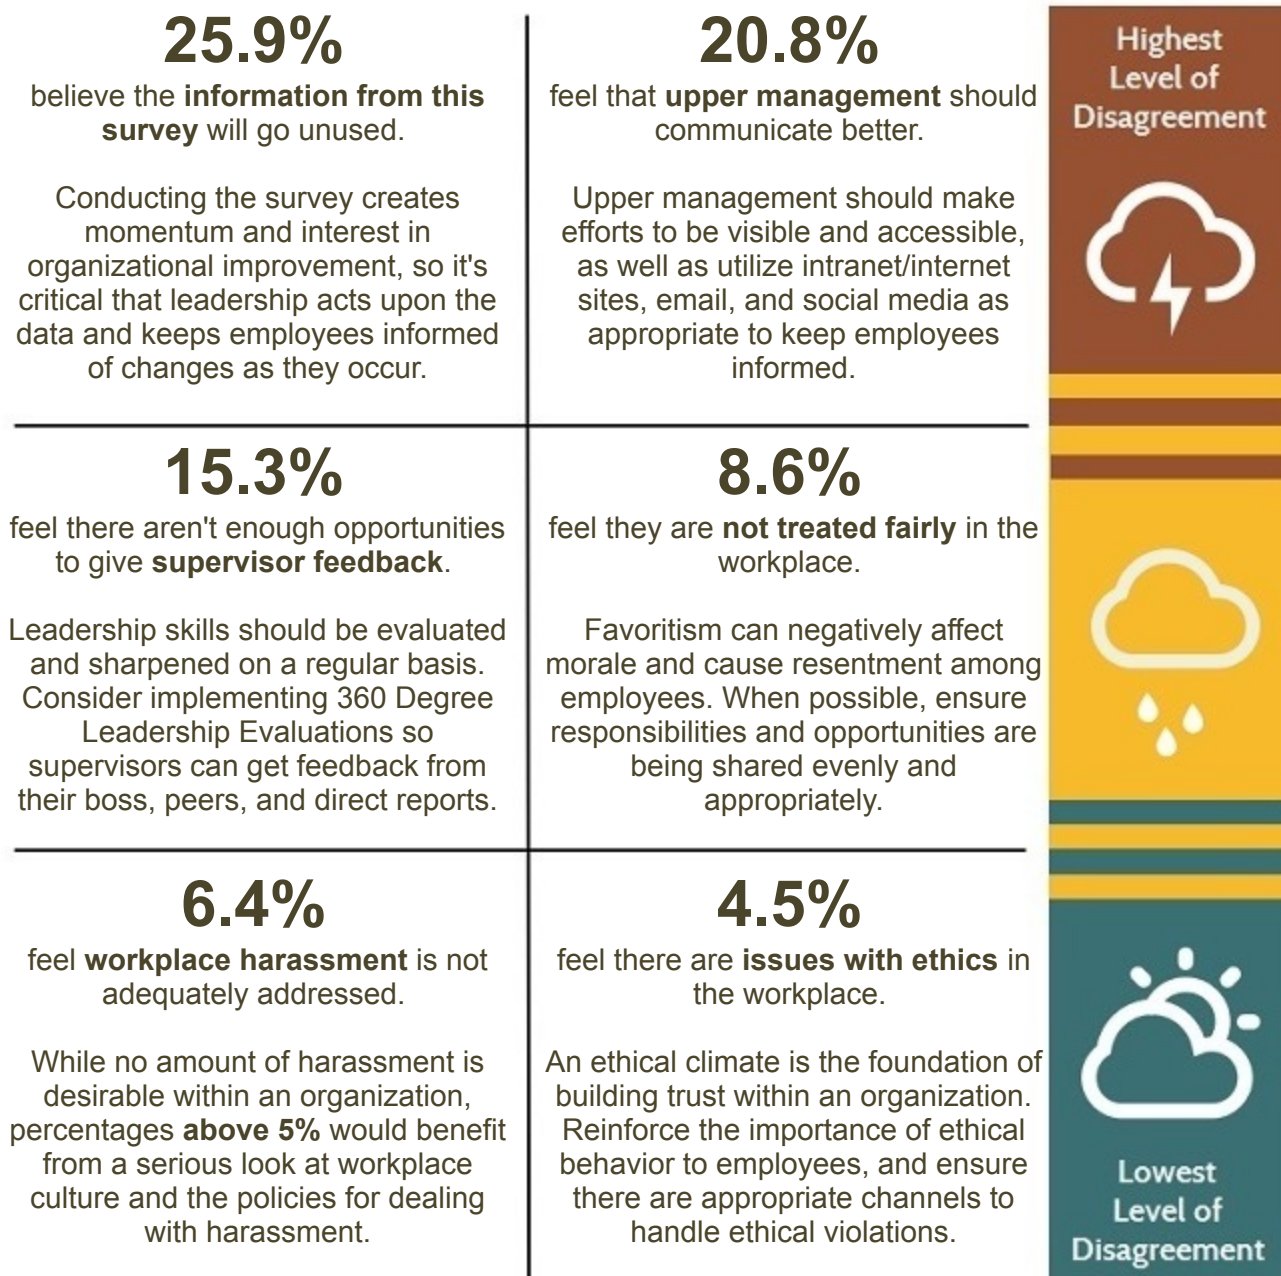 25.9%
believe the information from this
survey will go unused.
Conducting the survey creates
momentum and interest in
organizational improvement, so it's
critical that leadership acts upon the
data and keeps employees informed
of changes as they occur.
20.8%
feel that upper management should
communicate better.
Upper management should make
efforts to be visible and accessible,
as well as utilize intranet/internet
sites, email, and social media as
appropriate to keep employees
informed.
15.3%
feel there aren't enough opportunities
to give supervisor feedback.
Leadership skills should be evaluated
and sharpened on a regular basis.
Consider implementing 360 Degree
Leadership Evaluations so
supervisors can get feedback from
their boss, peers, and direct reports.
8.6%
feel they are not treated fairly in the
workplace.
Favoritism can negatively affect
morale and cause resentment among
employees. When possible, ensure
responsibilities and opportunities are
being shared evenly and
appropriately.
6.4%
feel workplace harassment is not
adequately addressed.
While no amount of harassment is
desirable within an organization,
percentages above 5% would benefit
from a serious look at workplace
culture and the policies for dealing
with harassment.
4.5%
feel there are issues with ethics in
the workplace.
An ethical climate is the foundation of
building trust within an organization.
Reinforce the importance of ethical
behavior to employees, and ensure
there are appropriate channels to
handle ethical violations.
Highest
Level of
Disagreement
Lowest
Level of
Disagreement